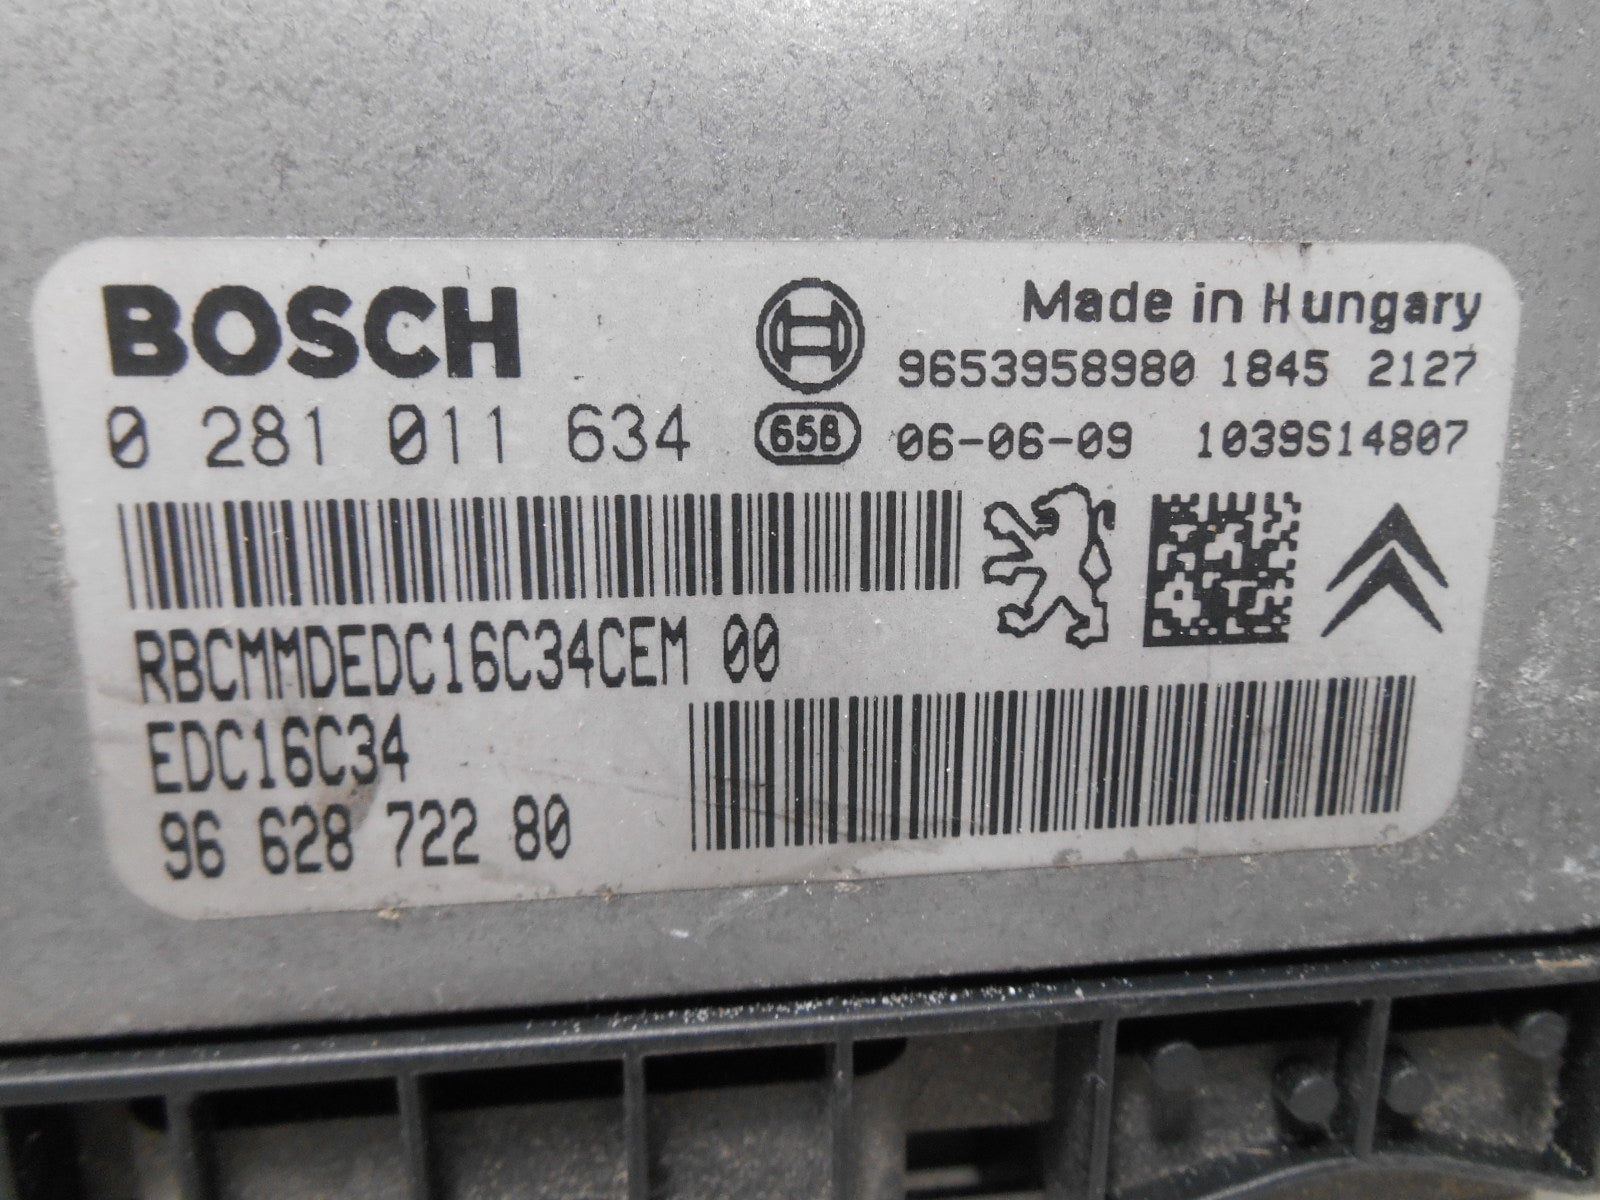 BOSCH
Made in Hungary
9653958980 1845 2127
0 281 011 634
65B
06-06-09 1039S14807
RBCMMDEDC16C34CEM 00
EDC16C34
96 628 722 80